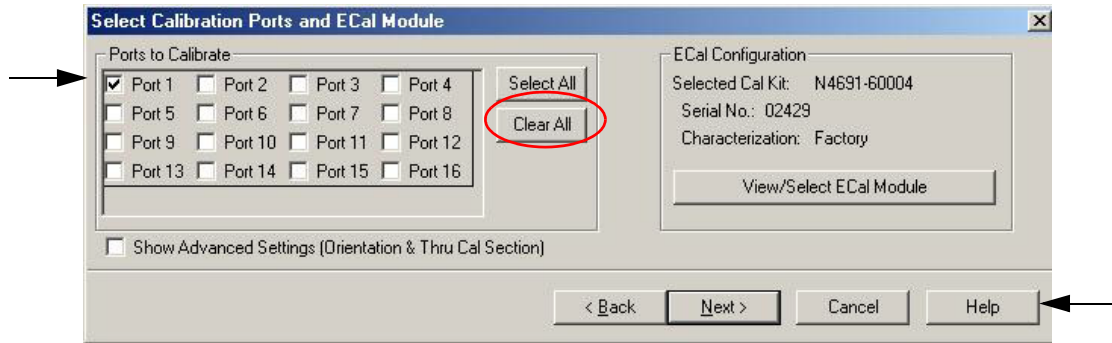 Select Calibration Ports and ECal Module
Ports to Calibrate
Port 1 Port 2 Port 3 Port 4
Port 5 Port 6 Port 7 Port 8
Port 9 Port 10 Port 11 Port 12
Port 13 Port 14 Port 15 Port 16
Select All
Clear All
Show Advanced Settings (Orientation & Thru Cal Section)
ECal Configuration
Selected Cal Kit: N4691-60004
Serial No.: 02429
Characterization: Factory
View/Select ECal Module
< Back Next > Cancel Help